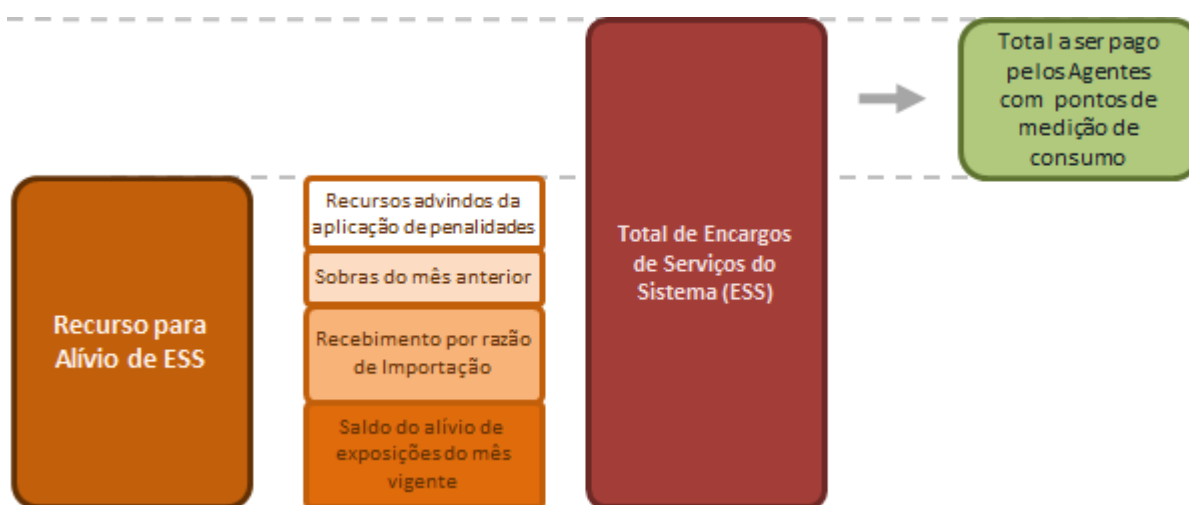 Recurso para
Alívio de ESS
Recursos advindos da
aplicação de penalidades
Sobras do mês anterior
Recebimento por razão
de Importação
Saldo do alívio de
exposições do mês
vigente
Total de Encargos
de Serviços do
Sistema (ESS)
Total a ser pago
pelos Agentes
com pontos de
medição de
consumo